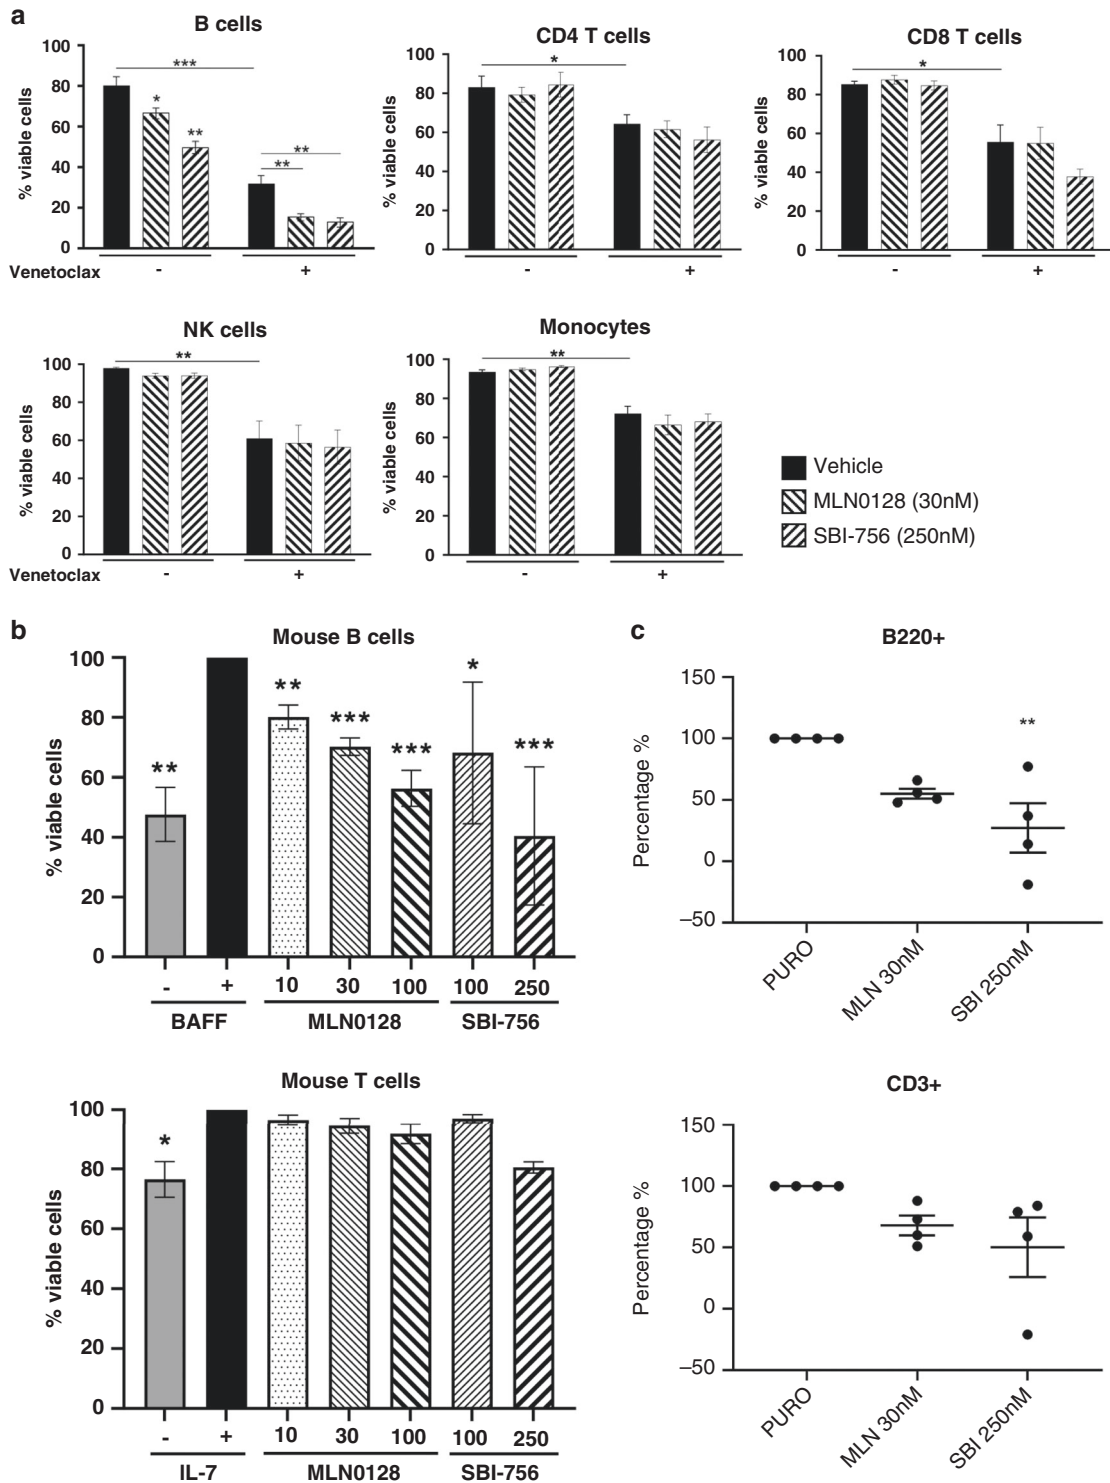 a
B cells
% viable cells
100
80
60
40
20
0
***
*
**
**
**
Venetoclax - +
CD4 T cells
% viable cells
100
80
60
40
20
0
*
- +
CD8 T cells
% viable cells
100
80
60
40
20
0
*
- +
NK cells
% viable cells
100
80
60
40
20
0
**
Venetoclax - +
Monocytes
% viable cells
100
80
60
40
20
0
**
- +
Vehicle
MLN0128 (30nM)
SBI-756 (250nM)
b
Mouse B cells
% viable cells
100
80
60
40
20
0
**
**
***
***
*
***
- + 10 30 100 100 250
BAFF MLN0128 SBI-756
Mouse T cells
% viable cells
100
80
60
40
20
0
*
- + 10 30 100 100 250
IL-7 MLN0128 SBI-756
c
B220+
Percentage %
150
100
50
0
−50
**
PURO
MLN 30nM
SBI 250nM
CD3+
Percentage %
150
100
50
0
−50
PURO
MLN 30nM
SBI 250nM